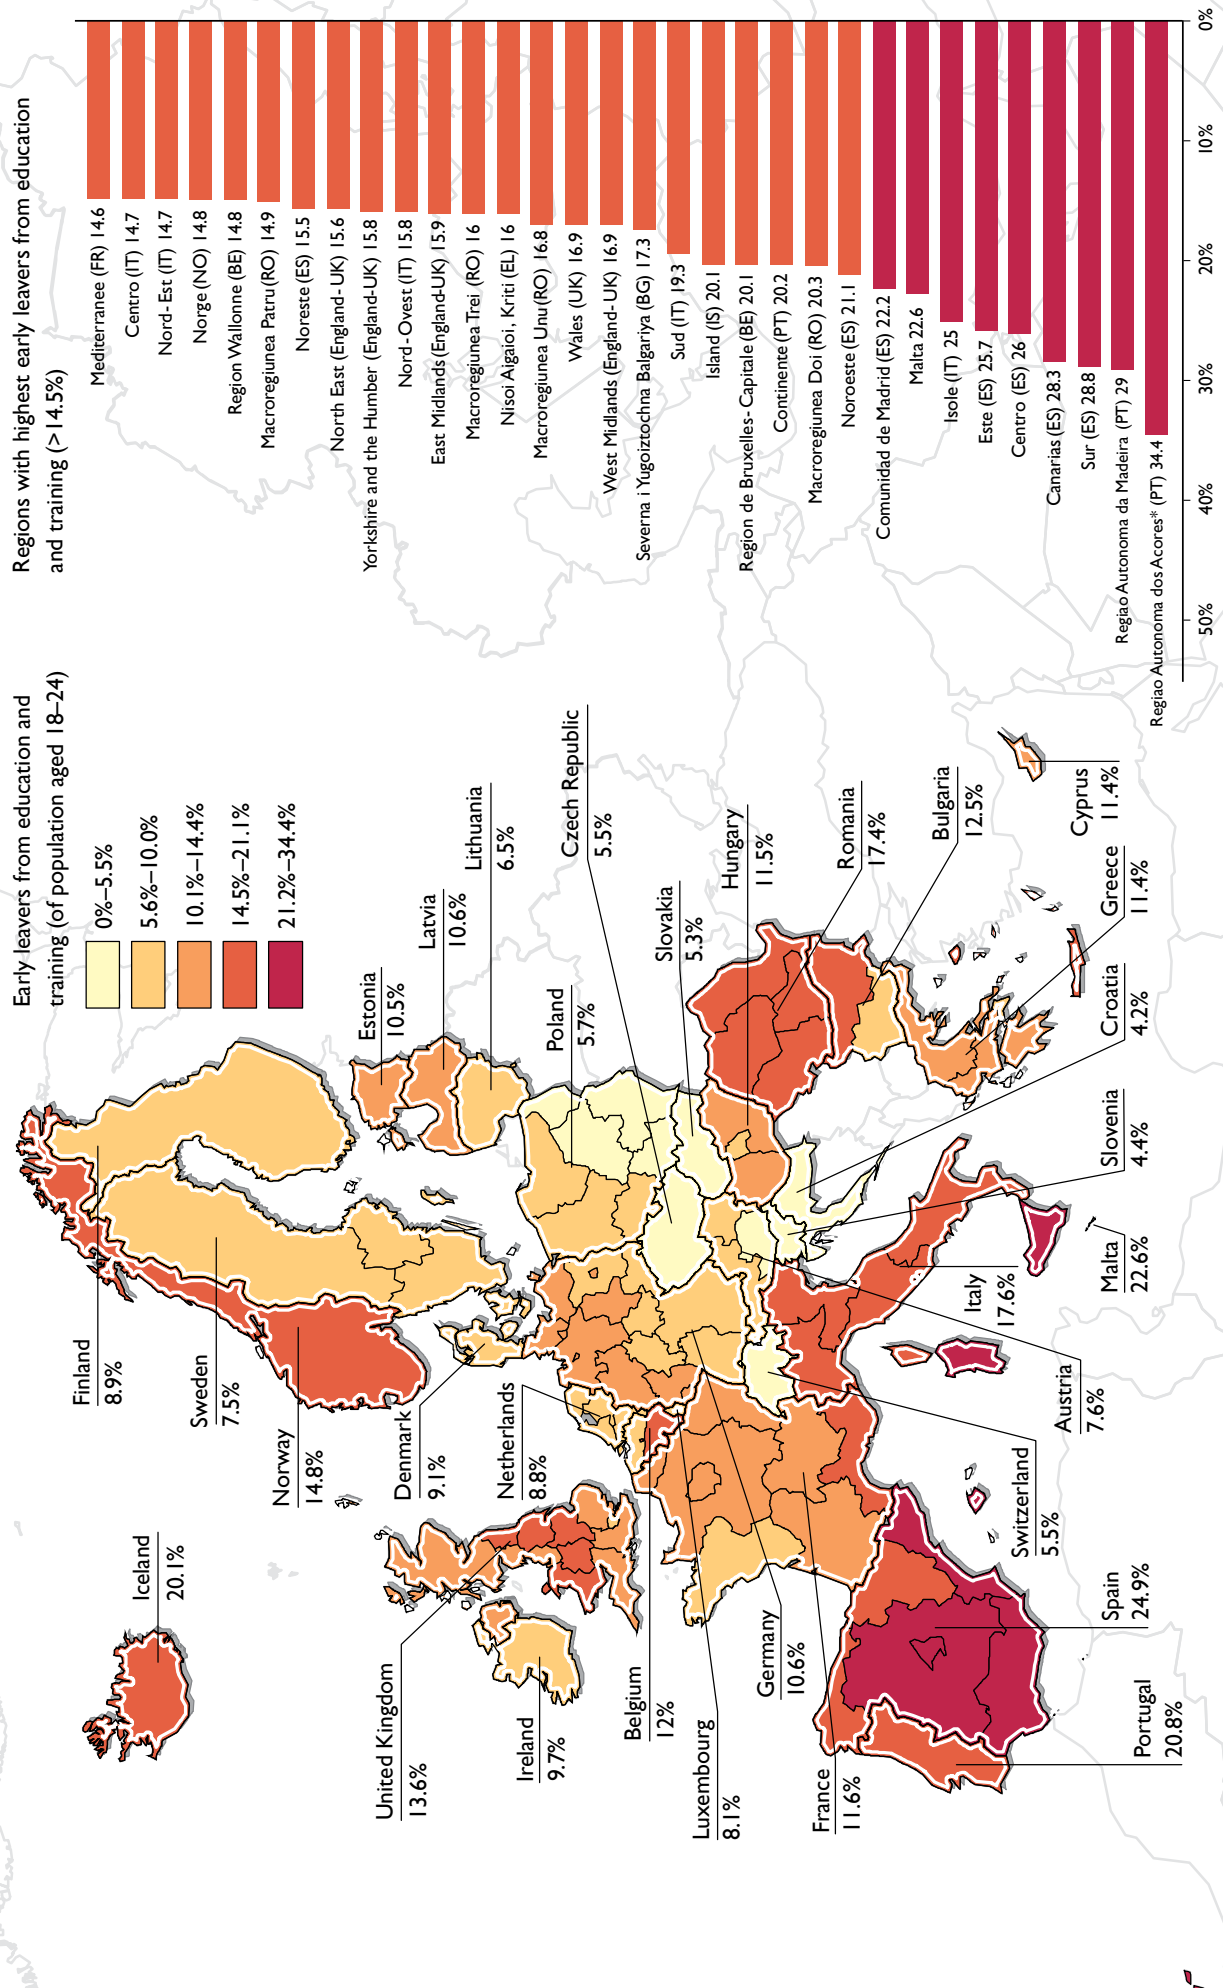 Early leavers from education and
training (of population aged 18–24)
0%–5.5%
5.6%–10.0%
10.1%–14.4%
14.5%–21.1%
21.2%–34.4%
Iceland
20.1%
Finland
8.9%
Sweden
7.5%
Norway
14.8%
Denmark
9.1%
Netherlands
8.8%
United Kingdom
13.6%
Ireland
9.7%
Belgium
12%
Luxembourg
8.1%
Germany
10.6%
France
11.6%
Portugal
20.8%
Spain
24.9%
Switzerland
5.5%
Austria
7.6%
Italy
17.6%
Malta
22.6%
Slovenia
4.4%
Croatia
4.2%
Greece
11.4%
Cyprus
11.4%
Bulgaria
12.5%
Romania
17.4%
Hungary
11.5%
Slovakia
5.3%
Czech Republic
5.5%
Poland
5.7%
Lithuania
6.5%
Latvia
10.6%
Estonia
10.5%
Regions with highest early leavers from education
and training (>14.5%)
Mediterranee (FR) 14.6
Centro (IT) 14.7
Nord-Est (IT) 14.7
Norge (NO) 14.8
Region Wallonne (BE) 14.8
Macroregiunea Patru(RO) 14.9
Noreste (ES) 15.5
North East (England-UK) 15.6
Yorkshire and the Humber (England-UK) 15.8
Nord-Ovest (IT) 15.8
East Midlands (England-UK) 15.9
Macroregiunea Trei (RO) 16
Nisoi Aigaioi, Kriti (EL) 16
Macroregiunea Unu(RO) 16.8
Wales (UK) 16.9
West Midlands (England-UK) 16.9
Severna i Yugoiztochna Balgariya (BG) 17.3
Sud (IT) 19.3
Island (IS) 20.1
Region de Bruxelles-Capitale (BE) 20.1
Continente (PT) 20.2
Macroregiunea Doi (RO) 20.3
Noroeste (ES) 21.1
Comunidad de Madrid (ES) 22.2
Malta 22.6
Isole (IT) 25
Este (ES) 25.7
Centro (ES) 26
Canarias (ES) 28.3
Sur (ES) 28.8
Regiao Autonoma da Madeira (PT) 29
Regiao Autonoma dos Acores* (PT) 34.4
50%
40%
30%
20%
10%
0%